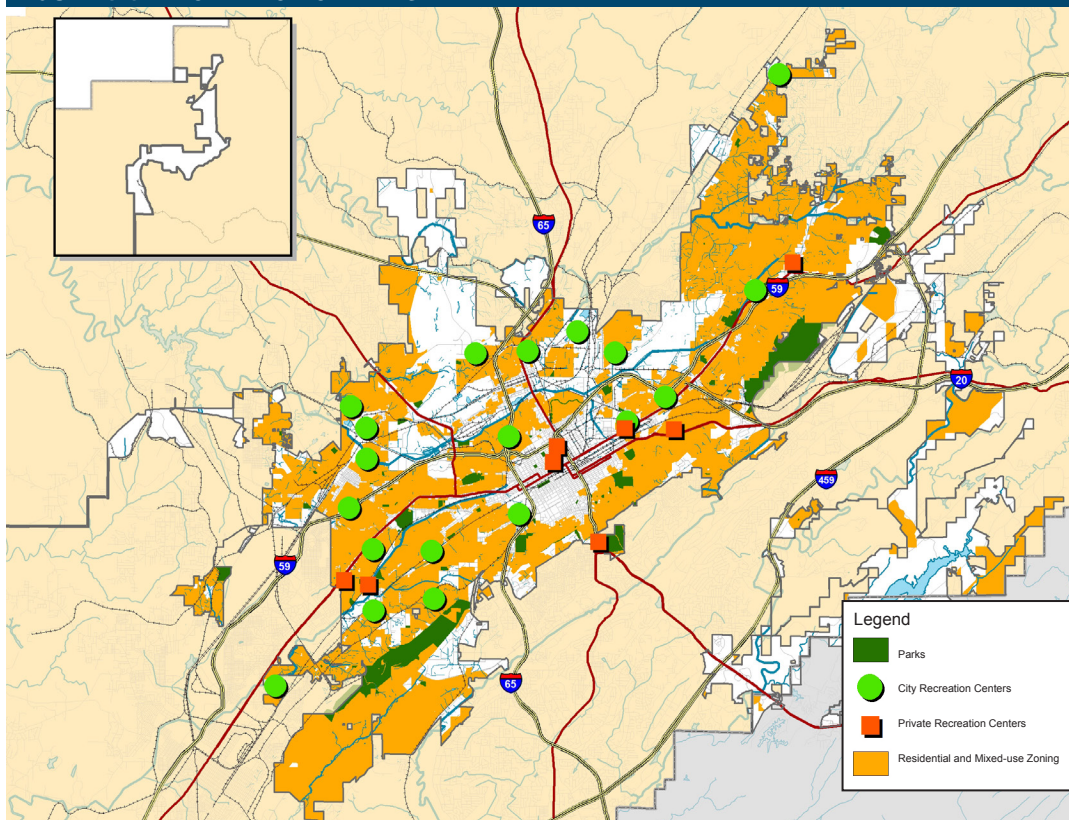 65
59
20
459
59
65
Legend
Parks
City Recreation Centers
Private Recreation Centers
Residential and Mixed-use Zoning